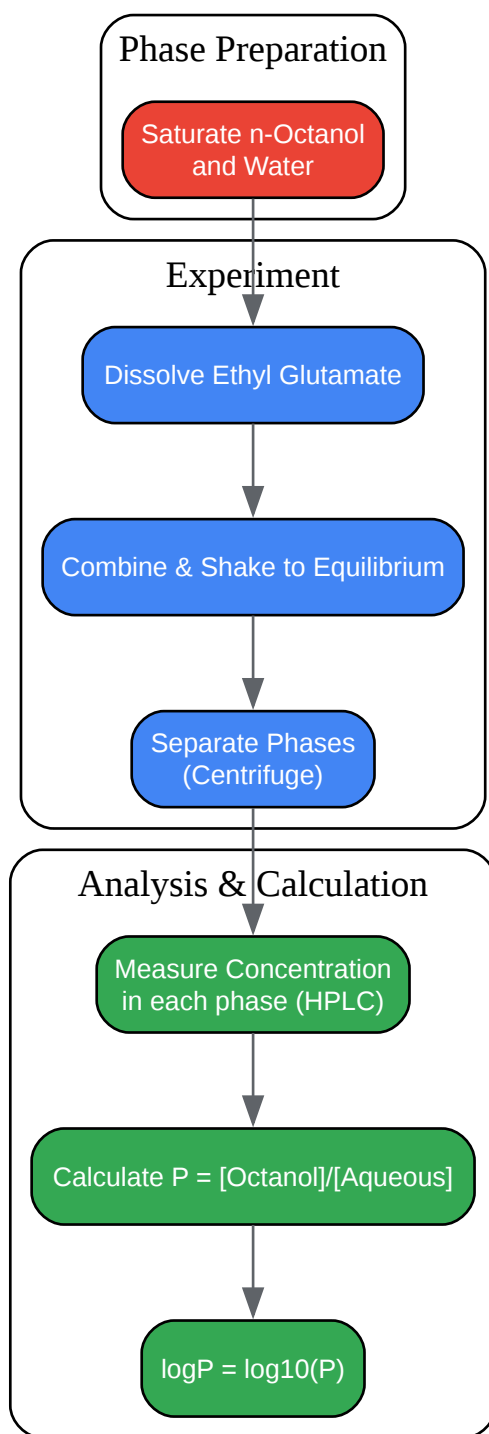 Phase Preparation
Saturate n-Octanol
and Water
Experiment
Dissolve Ethyl Glutamate
Combine & Shake to Equilibrium
Separate Phases
(Centrifuge)
Analysis & Calculation
Measure Concentration
in each phase (HPLC)
Calculate P = [Octanol]/[Aqueous]
logP = log10(P)